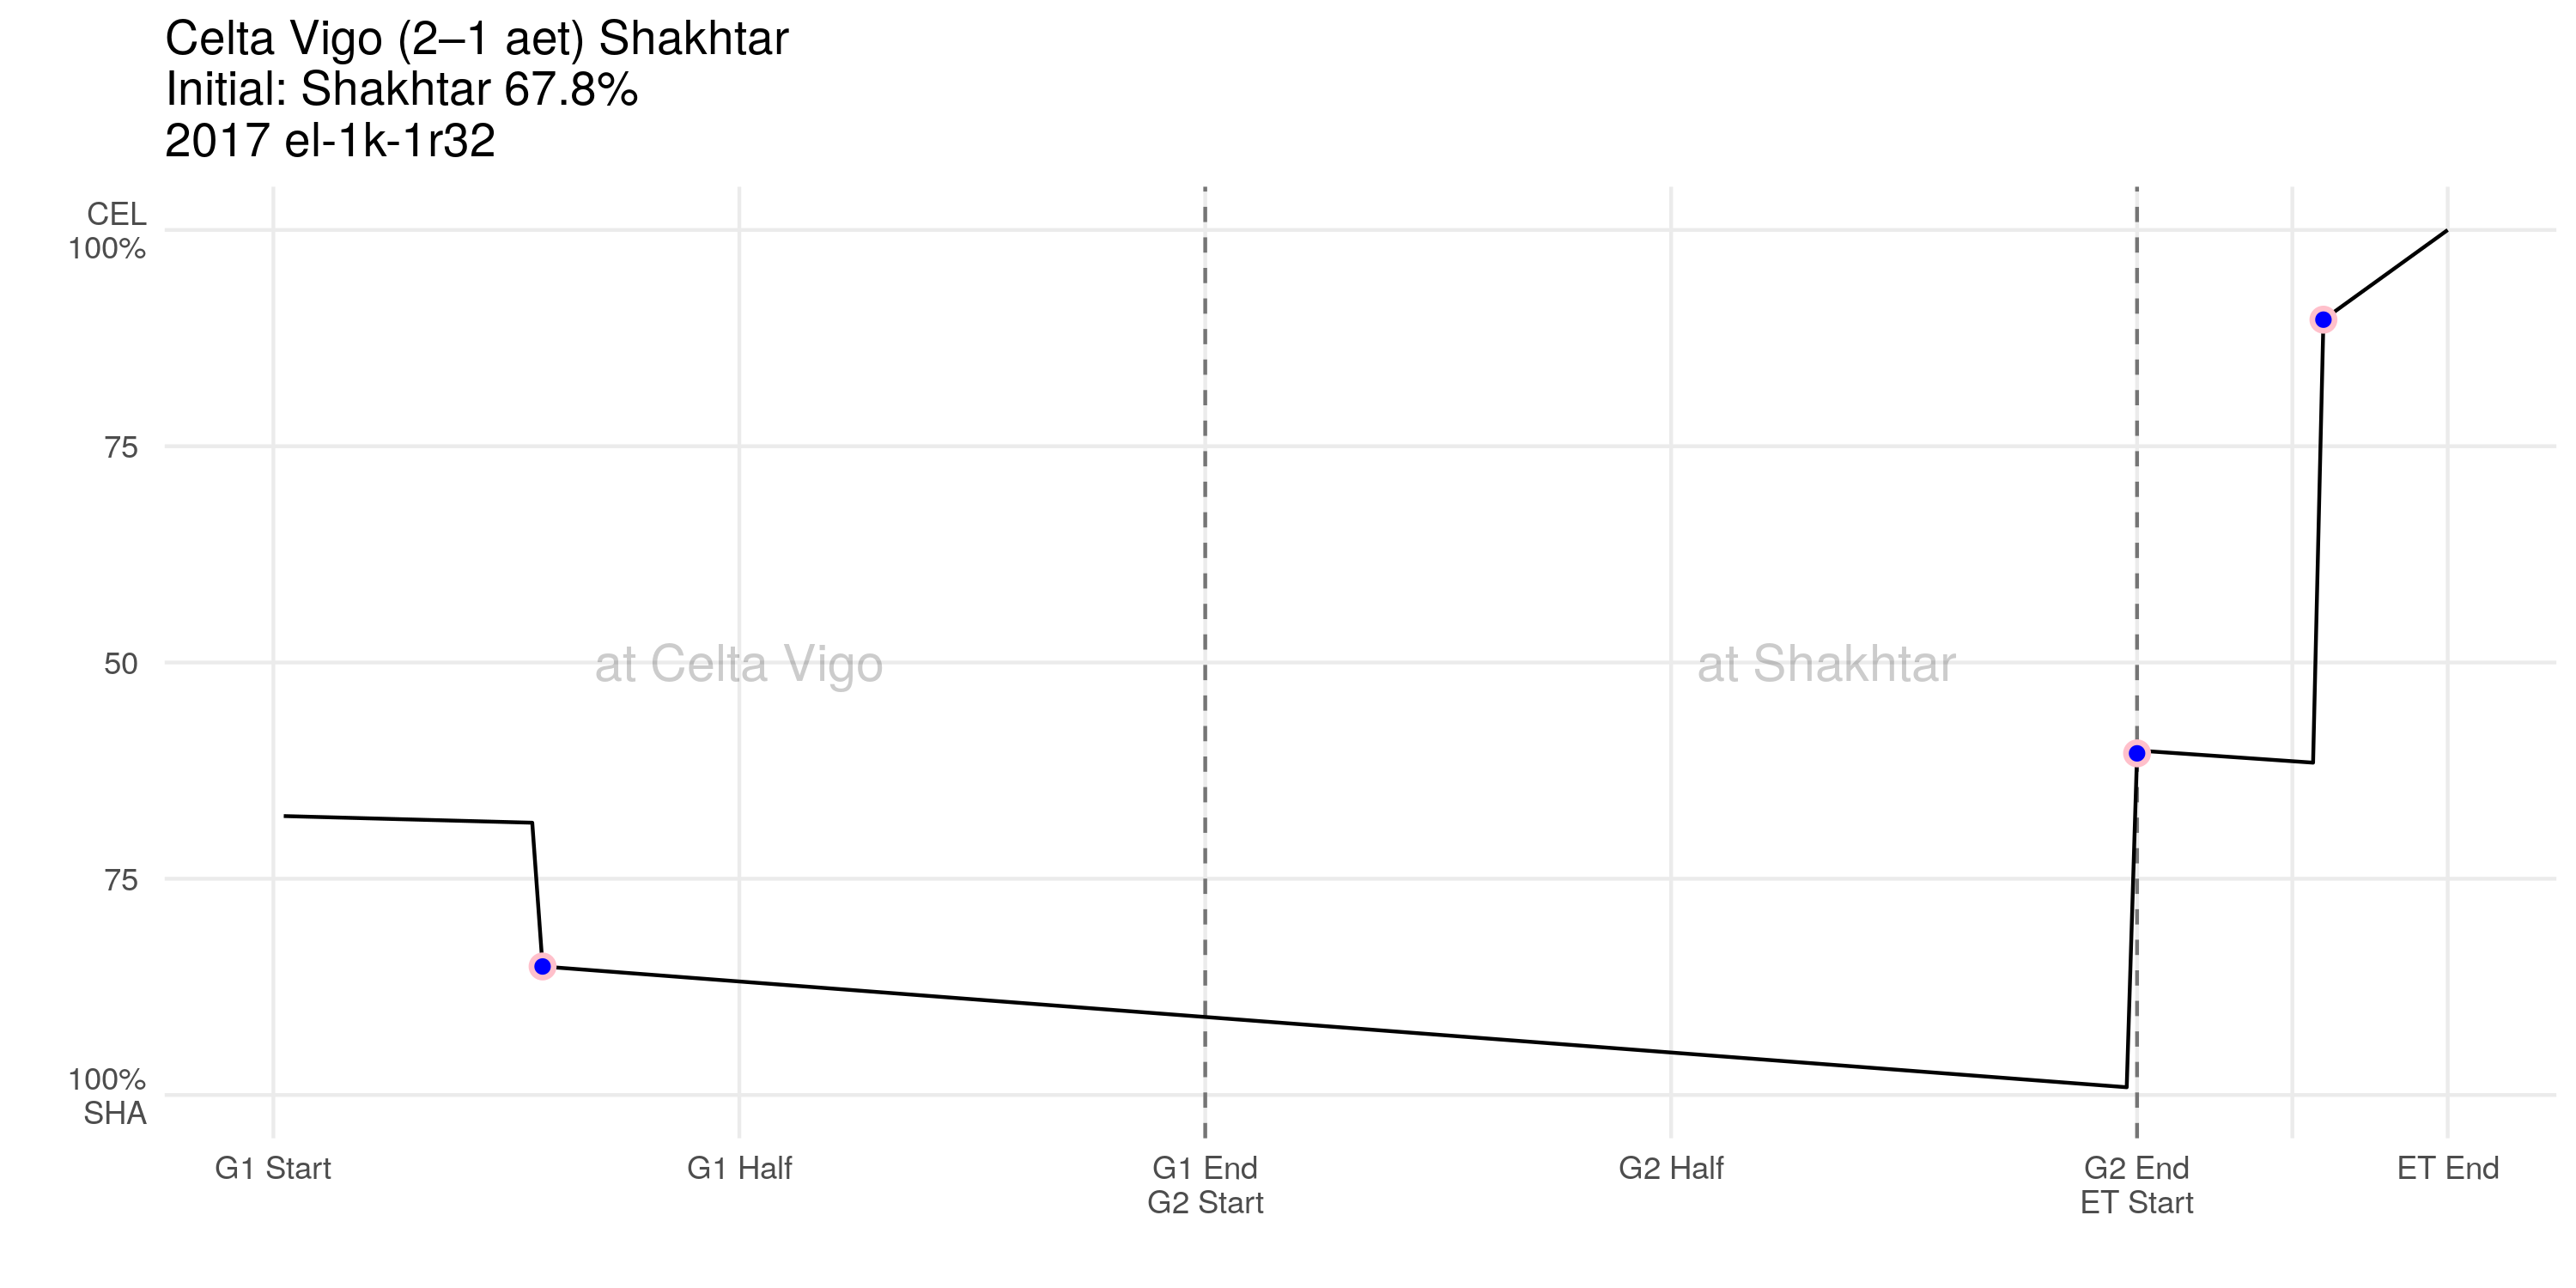 Celta Vigo (2–1 aet) Shakhtar
Initial: Shakhtar 67.8%
2017 el-1k-1r32
CEL
100%
75
50
75
100%
SHA
at Celta Vigo
at Shakhtar
G1 Start
G1 Half
G1 End
G2 Start
G2 Half
G2 End
ET Start
ET End